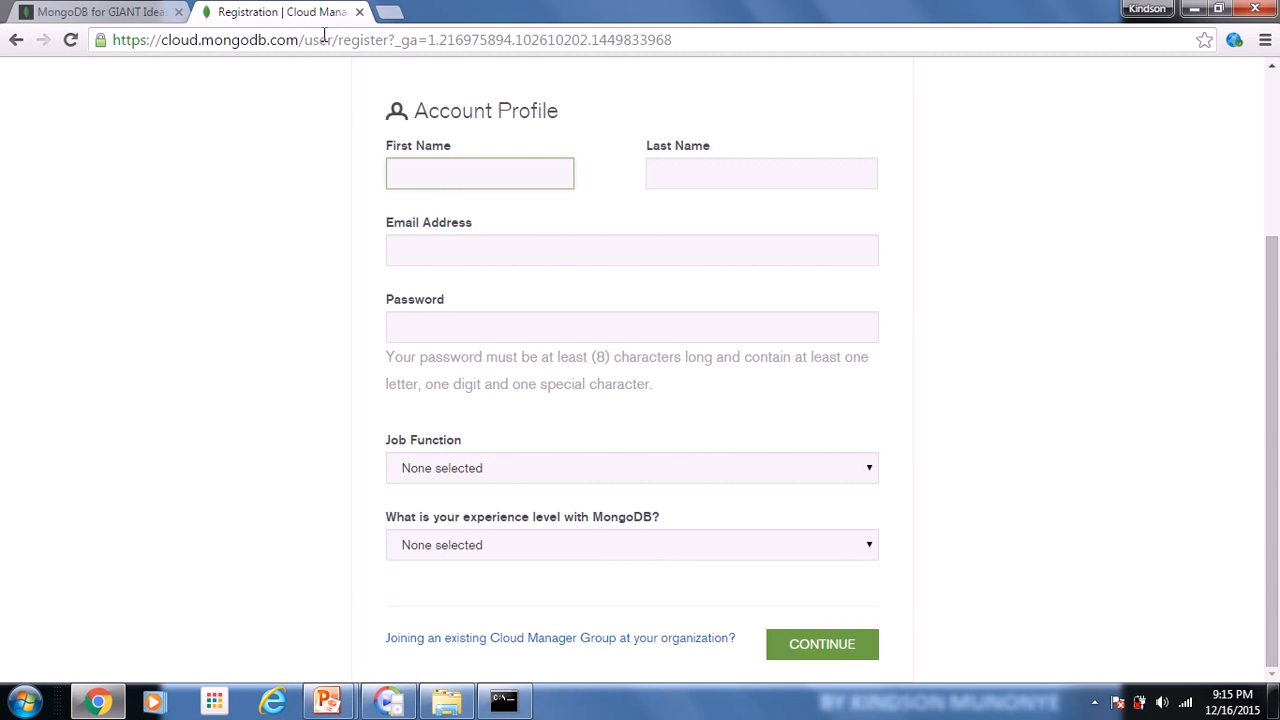 MongoDB for GIANT Idea
Registration | Cloud Mana
Kindson
https://cloud.mongodb.com/user/register?_ga=1.216975894.102610202.1449833968
Account Profile
First Name
Last Name
Email Address
Password
Your password must be at least (8) characters long and contain at least one
letter, one digit and one special character.
Job Function
None selected
What is your experience level with MongoDB?
None selected
Joining an existing Cloud Manager Group at your organization?
CONTINUE
BY KINDSON MUNONYE
9:15 PM
12/16/2015